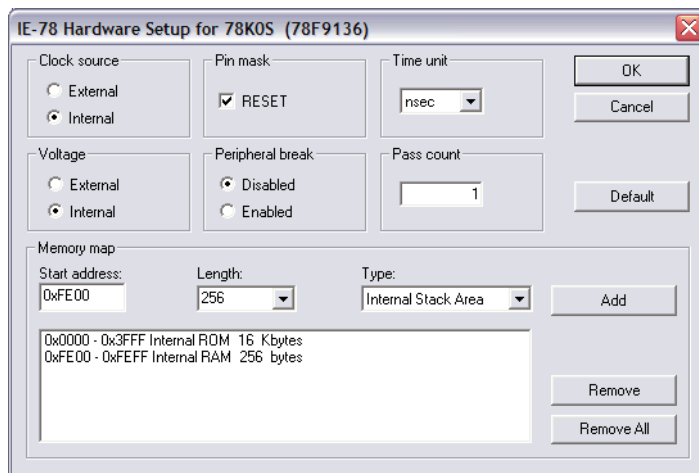 IE-78 Hardware Setup for 78K0S (78F9136)
Clock source
External
Internal
Pin mask
RESET
Time unit
nsec
OK
Cancel
Voltage
External
Internal
Peripheral break
Disabled
Enabled
Pass count
1
Default
Memory map
Start address:
0xFE00
Length:
256
Type:
Internal Stack Area
Add
0x0000 - 0x3FFF Internal ROM 16 Kbytes
0xFE00 - 0xFEFF Internal RAM 256 bytes
Remove
Remove All